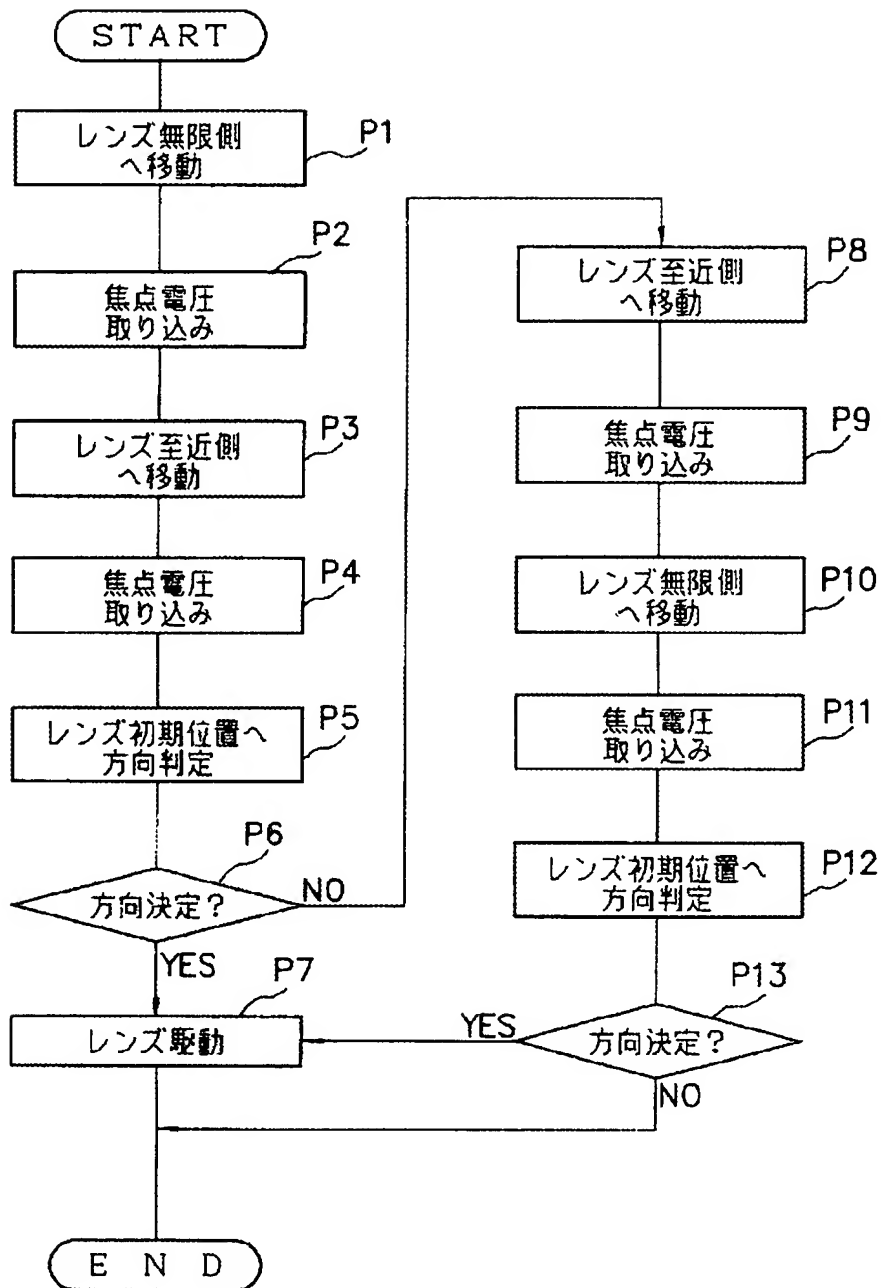 START
レンズ無限側
へ移動
P1
P2
焦点電圧
取り込み
レンズ至近側
へ移動
P3
焦点電圧
取り込み
P4
レンズ初期位置へ
方向判定
P5
P6
方向決定?
NO
YES
P7
レンズ駆動
レンズ至近側
へ移動
P8
焦点電圧
取り込み
P9
レンズ無限側
へ移動
P10
焦点電圧
取り込み
P11
レンズ初期位置へ
方向判定
P12
P13
方向決定?
YES
NO
END